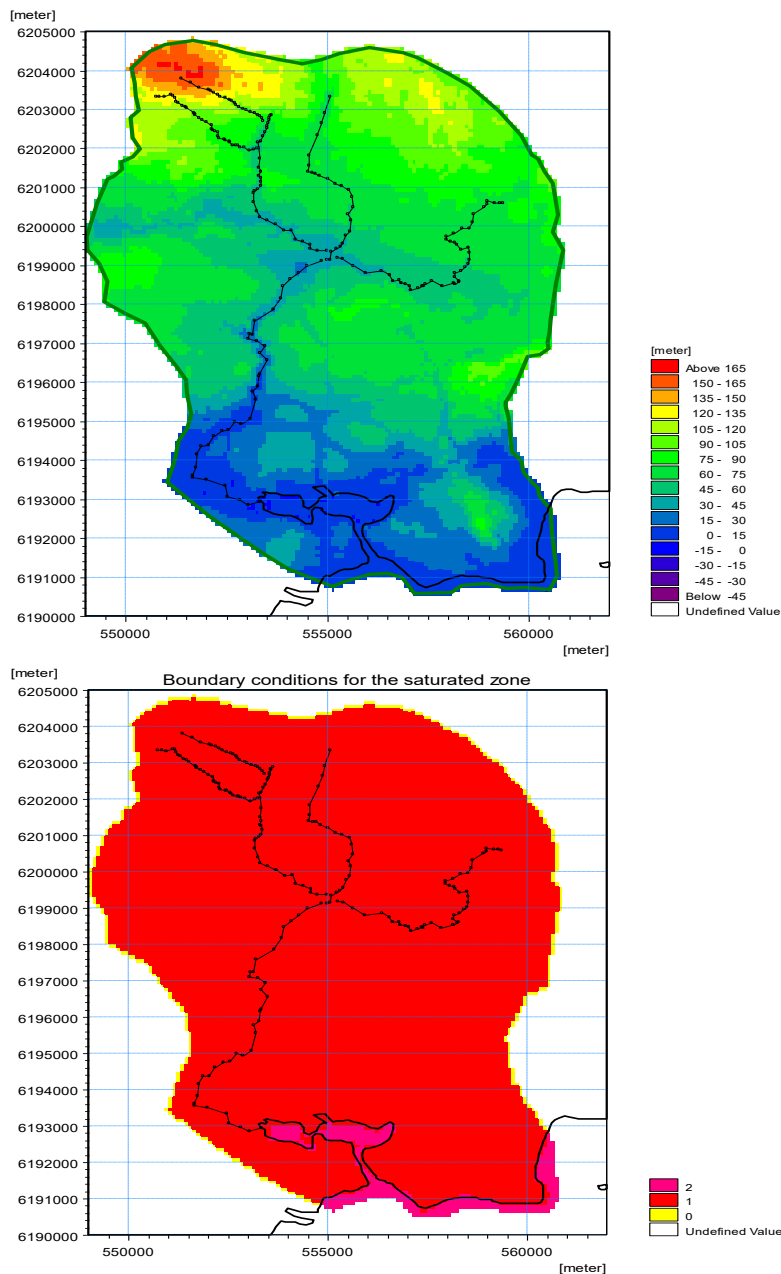 [meter]
6205000
6204000
6203000
6202000
6201000
6200000
6199000
6198000
6197000
6196000
6195000
6194000
6193000
6192000
6191000
6190000
550000 555000 560000
[meter]
[meter]
Above 165
150 - 165
135 - 150
120 - 135
105 - 120
90 - 105
75 - 90
60 - 75
45 - 60
30 - 45
15 - 30
0 - 15
-15 - 0
-30 - -15
-45 - -30
Below -45
Undefined Value
[meter]
Boundary conditions for the saturated zone
6205000
6204000
6203000
6202000
6201000
6200000
6199000
6198000
6197000
6196000
6195000
6194000
6193000
6192000
6191000
6190000
550000 555000 560000
[meter]
2
1
0
Undefined Value